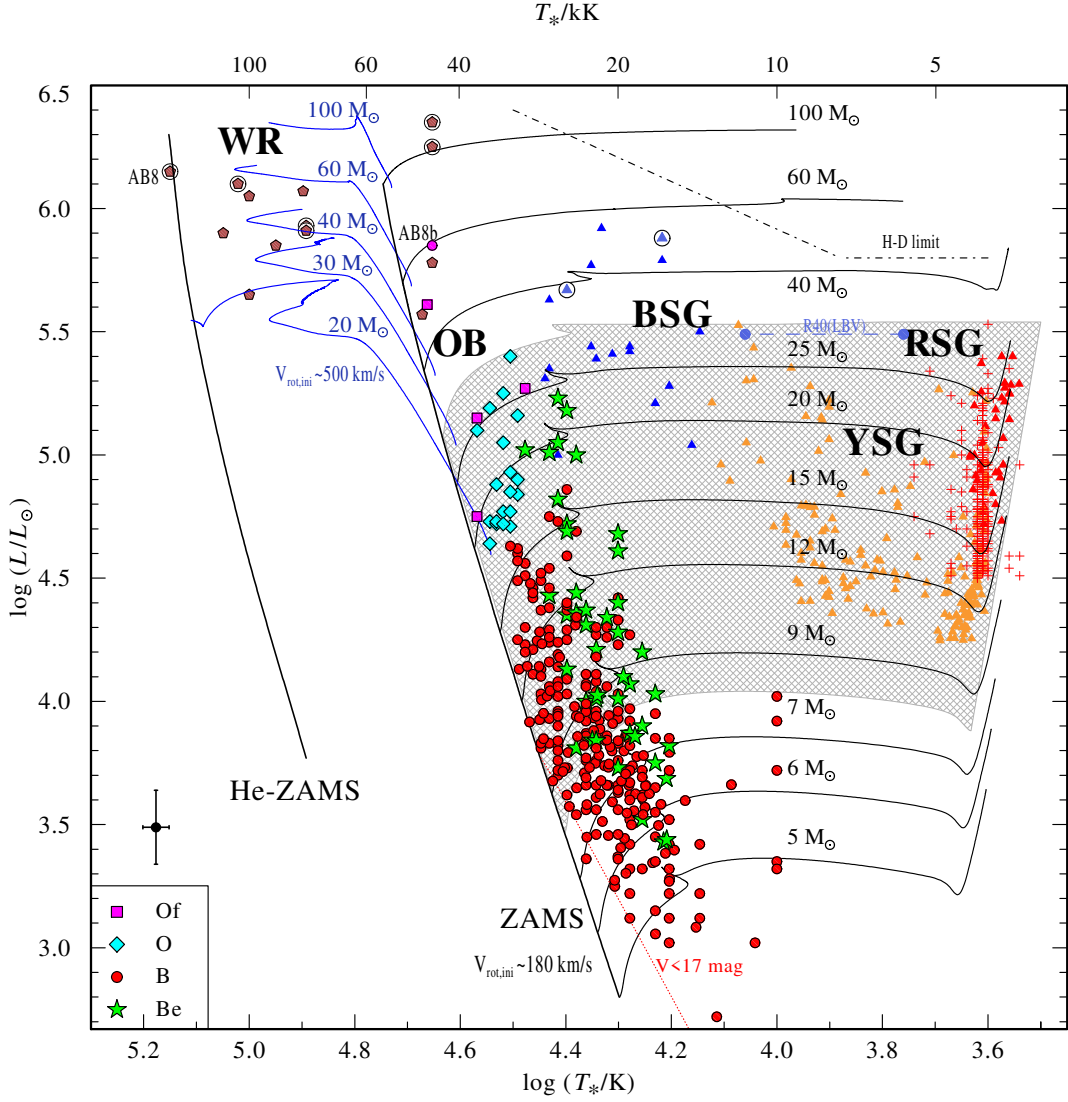 T*/kK
100 60 40 20 10 5
6.5
6.0
5.5
5.0
4.5
4.0
3.5
3.0
log (L/L⊙)
5.2 5.0 4.8 4.6 4.4 4.2 4.0 3.8 3.6
log (T*/K)
100 M⊙
WR
60 M⊙
40 M⊙
30 M⊙
20 M⊙
Vrot,ini ~500 km/s
AB8
AB8b
100 M⊙
60 M⊙
H-D limit
40 M⊙
OB
BSG
R40(LBV)
RSG
25 M⊙
20 M⊙
YSG
15 M⊙
12 M⊙
9 M⊙
7 M⊙
6 M⊙
5 M⊙
He-ZAMS
ZAMS
Vrot,ini ~180 km/s
V<17 mag
Of
O
B
Be